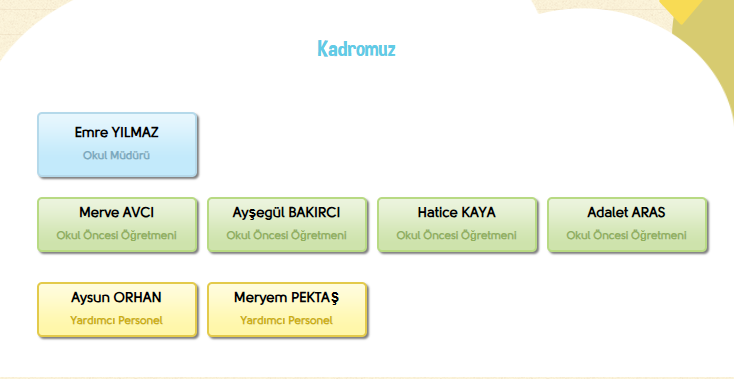 Kadromuz
Emre YILMAZ
Okul Müdürü
Merve AVCI
Okul Öncesi Öğretmeni
Ayşegül BAKIRCI
Okul Öncesi Öğretmeni
Hatice KAYA
Okul Öncesi Öğretmeni
Adalet ARAS
Okul Öncesi Öğretmeni
Aysun ORHAN
Yardımcı Personel
Meryem PEKTAŞ
Yardımcı Personel